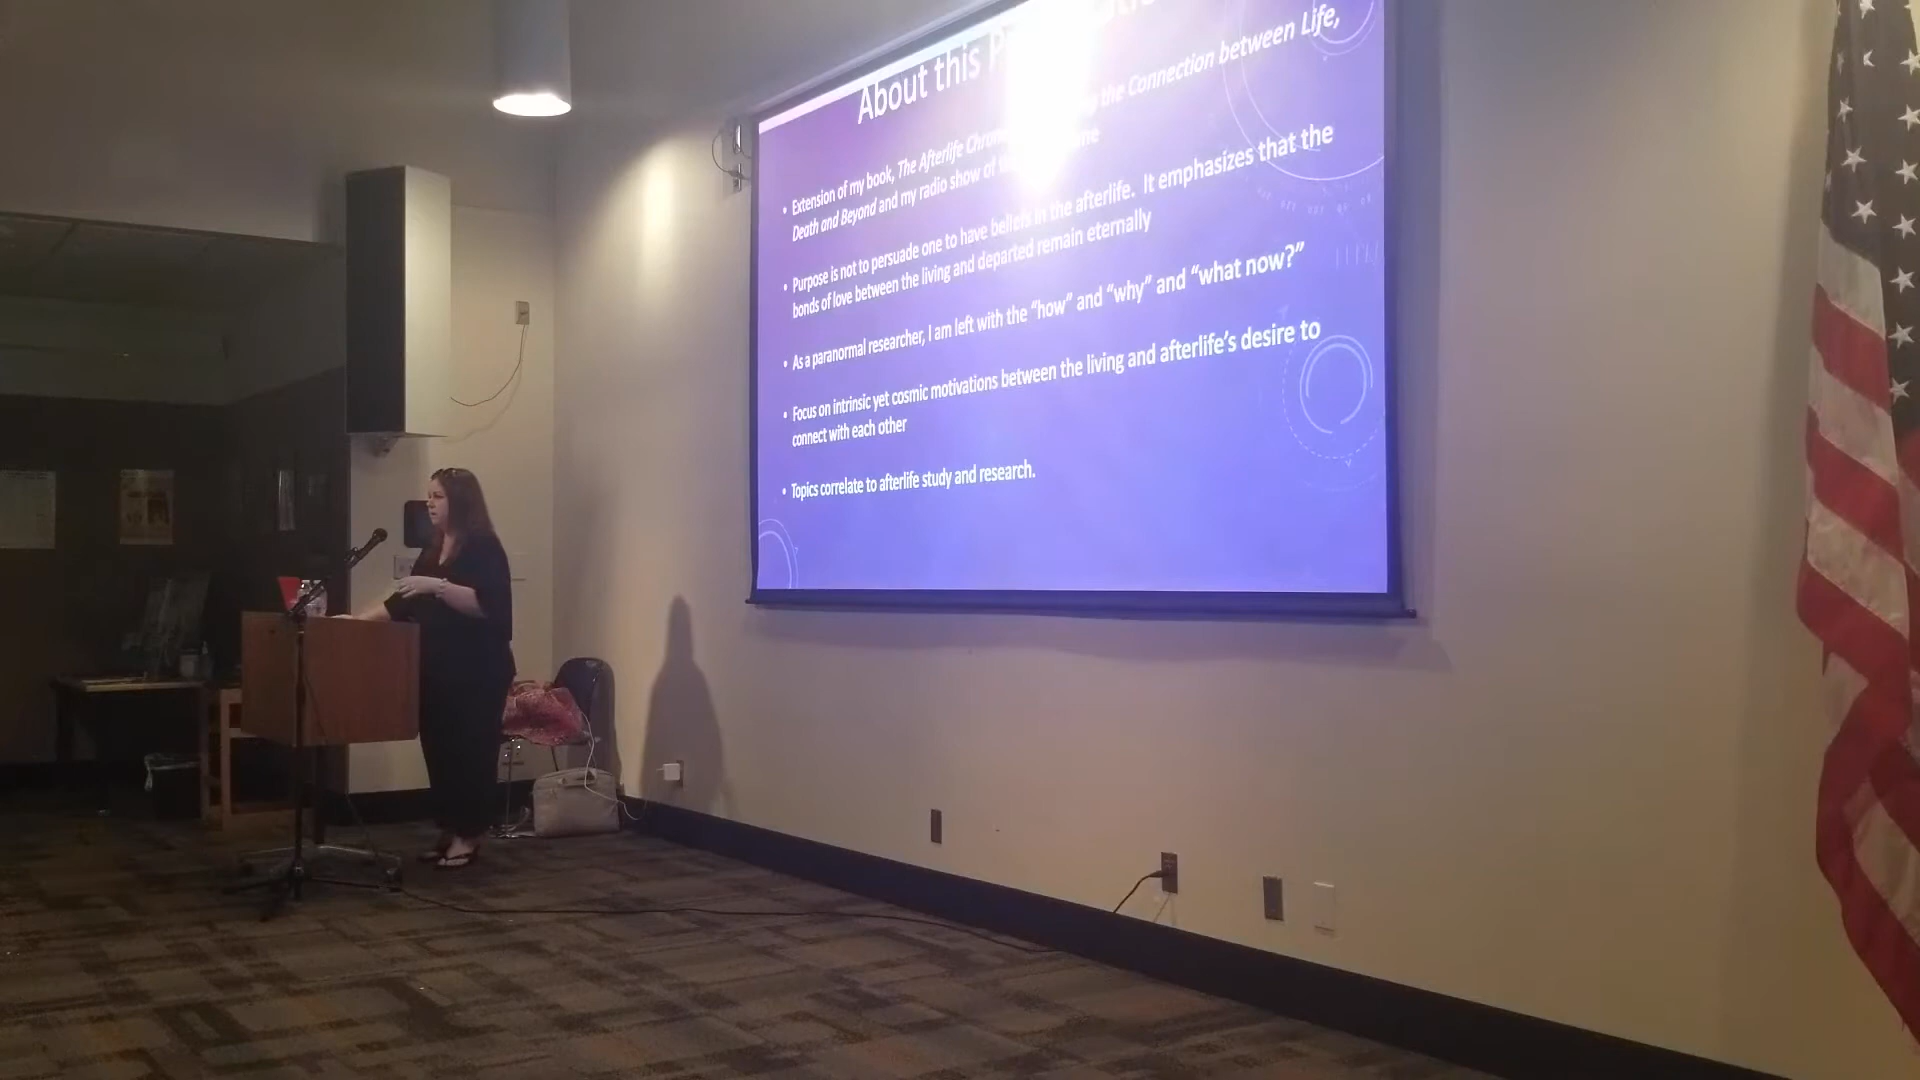 About this
• Extension of my book, The Afterlife the Connection between Life,
Death and Beyond and my radio show of
• Purpose is not to persuade one to have beliefs in the afterlife. It emphasizes that the
bonds of love between the living and departed remain eternally
• As a paranormal researcher, I am left with the “how” and “why” and “what now?”
• Focus on intrinsic yet cosmic motivations between the living and afterlife’s desire to
connect with each other
• Topics correlate to afterlife study and research.